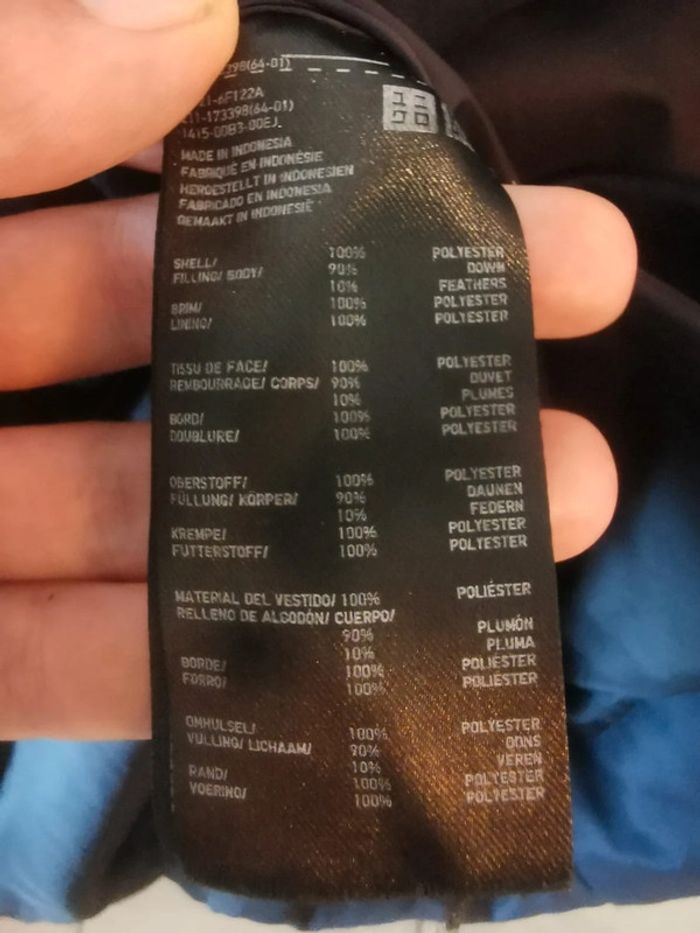 398(64-01)
21-6F122A
11-173398(64-01)
1415-00B3-00EJ
MADE IN INDONESIA
FABRIQUÉ EN INDONÉSIE
HERGESTELLT IN INDONESIEN
FABRICADO EN INDONESIA
GEMAAKT IN INDONESIË
SHELL/ 100% POLYESTER
FILLING/ BODY/ 90% DOWN
10% FEATHERS
BRIM/ 100% POLYESTER
LINING/ 100% POLYESTER
TISSU DE FACE/ 100% POLYESTER
REMBOURRAGE/ CORPS/ 90% DUVET
10% PLUMES
BORD/ 100% POLYESTER
DOUBLURE/ 100% POLYESTER
OBERSTOFF/ 100% POLYESTER
FÜLLUNG/ KÖRPER/ 90% DAUNEN
10% FEDERN
KREMPE/ 100% POLYESTER
FUTTERSTOFF/ 100% POLYESTER
MATERIAL DEL VESTIDO/ 100% POLIÉSTER
RELLENO DE ALGODÓN/ CUERPO/
90% PLUMÓN
10% PLUMA
BORDE/ 100% POLIÉSTER
FORRO/ 100% POLIÉSTER
OMHULSEL/ 100% POLYESTER
VULLING/ LICHAAM/ 90% DONS
10% VEREN
RAND/ 100% POLYESTER
VOERING/ 100% POLYESTER